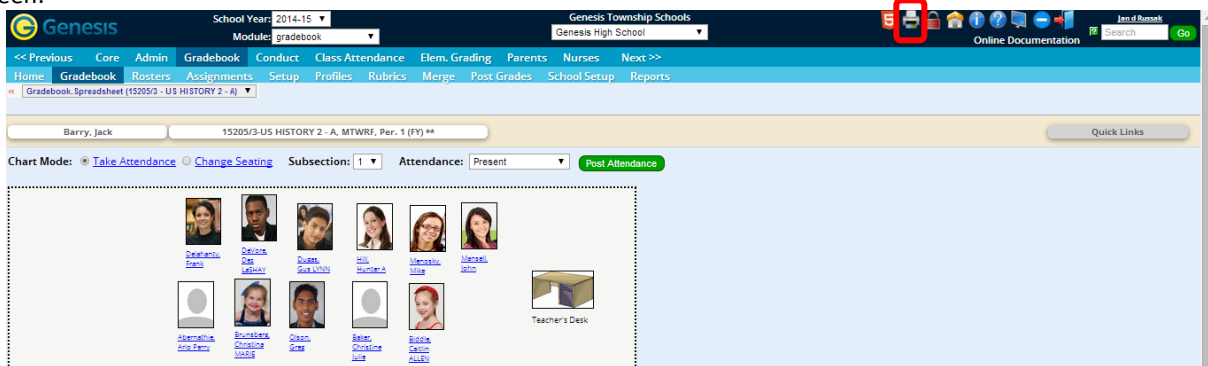 School Year: 2014-15
Genesis Township Schools
Jan d Russak
Genesis
Module: gradebook
Genesis High School
5
Online Documentation
Search
Go
<< Previous Core Admin Gradebook Conduct Class Attendance Elem. Grading Parents Nurses Next >>
Home Gradebook Rosters Assignments Setup Profiles Rubrics Merge Post Grades School Setup Reports
« Gradebook.Spreadsheet (15205/3 - US HISTORY 2 - A)
Barry, Jack
15205/3-US HISTORY 2 - A, MTWRF, Per. 1 (FY) **
Quick Links
Chart Mode: Take Attendance Change Seating Subsection: 1 Attendance: Present Post Attendance
Delahanty, Frank
DeVore, Dez LaSHAY
Dugas, Gus LYNN
Hill, Hunter A
Menosky, Mike
Mansell, John
Teacher's Desk
Abernathie, Arlo Perry
Brunsberg, Christina MARIE
Olson, Greg
Baker, Christine Julie
Biddle, Caitlin ALLEN